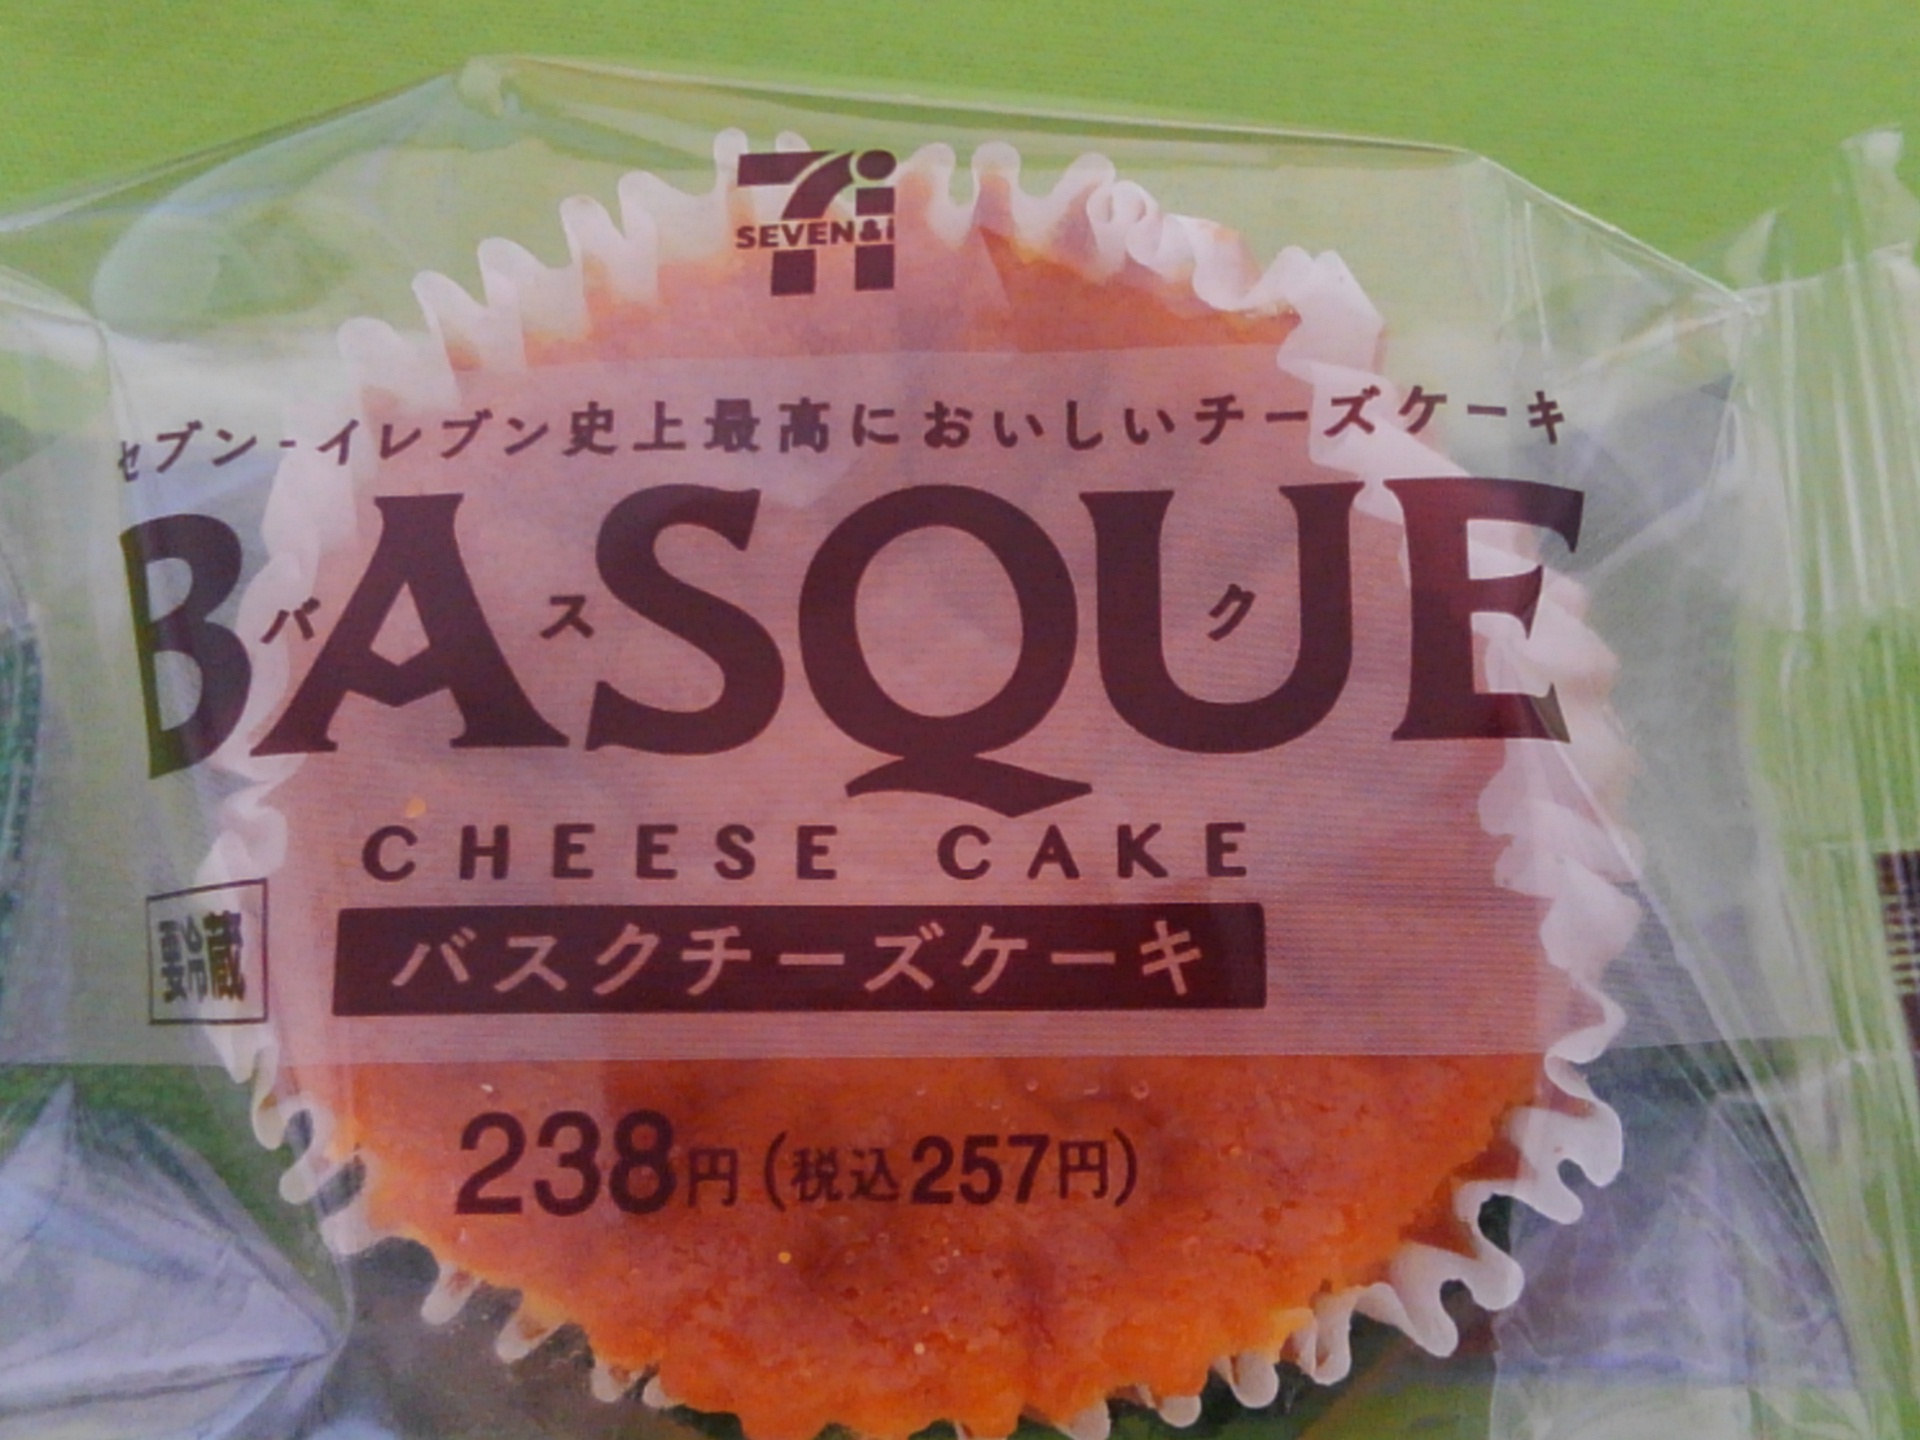 SEVEN&i
セブン-イレブン史上最高においしいチーズケーキ
BASQUE
バスク
CHEESE CAKE
要冷蔵
バスクチーズケーキ
238円(税込257円)